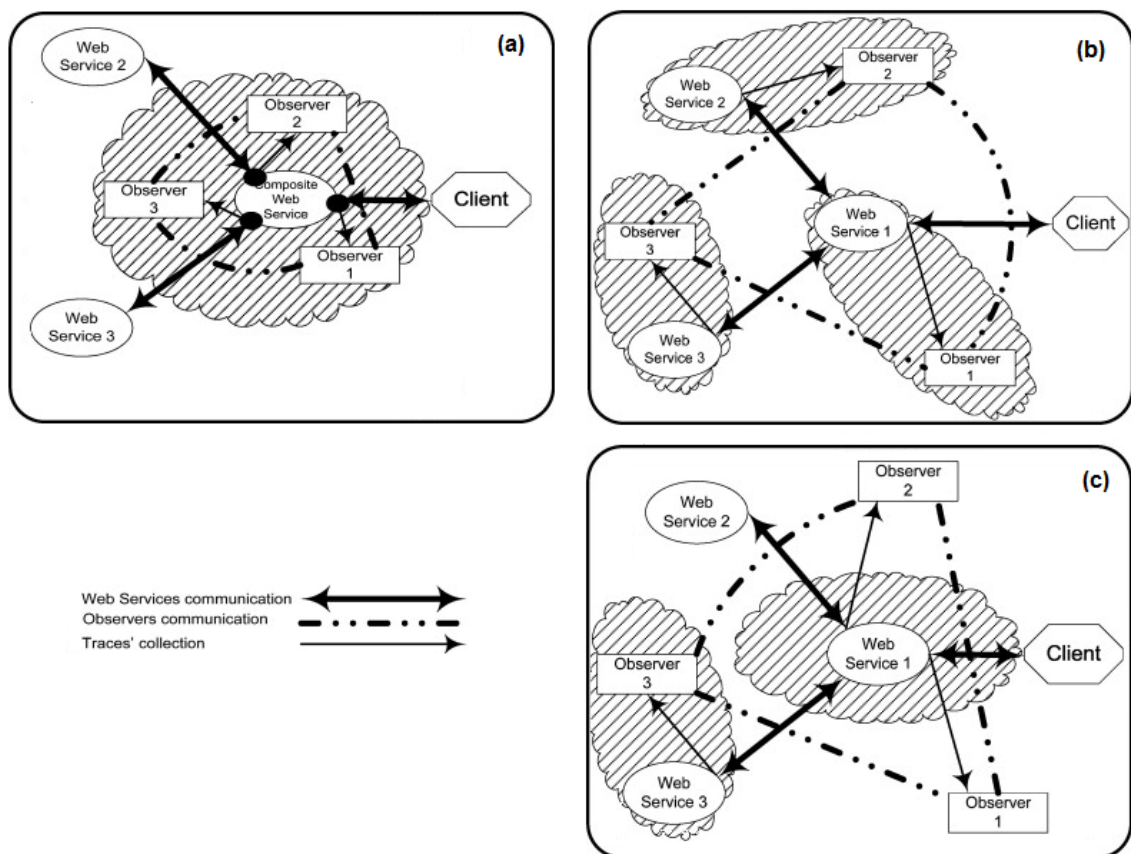 (a)
Web
Service 2
Observer
2
Composite
Web
Service
Observer
3
Client
Observer
1
Web
Service 3
(b)
Observer
2
Web
Service 2
Web
Service 1
Client
Observer
3
Web
Service 3
Observer
1
(c)
Observer
2
Web
Service 2
Web
Service 1
Client
Observer
3
Web
Service 3
Observer
1
Web Services communication
Observers communication
Traces' collection